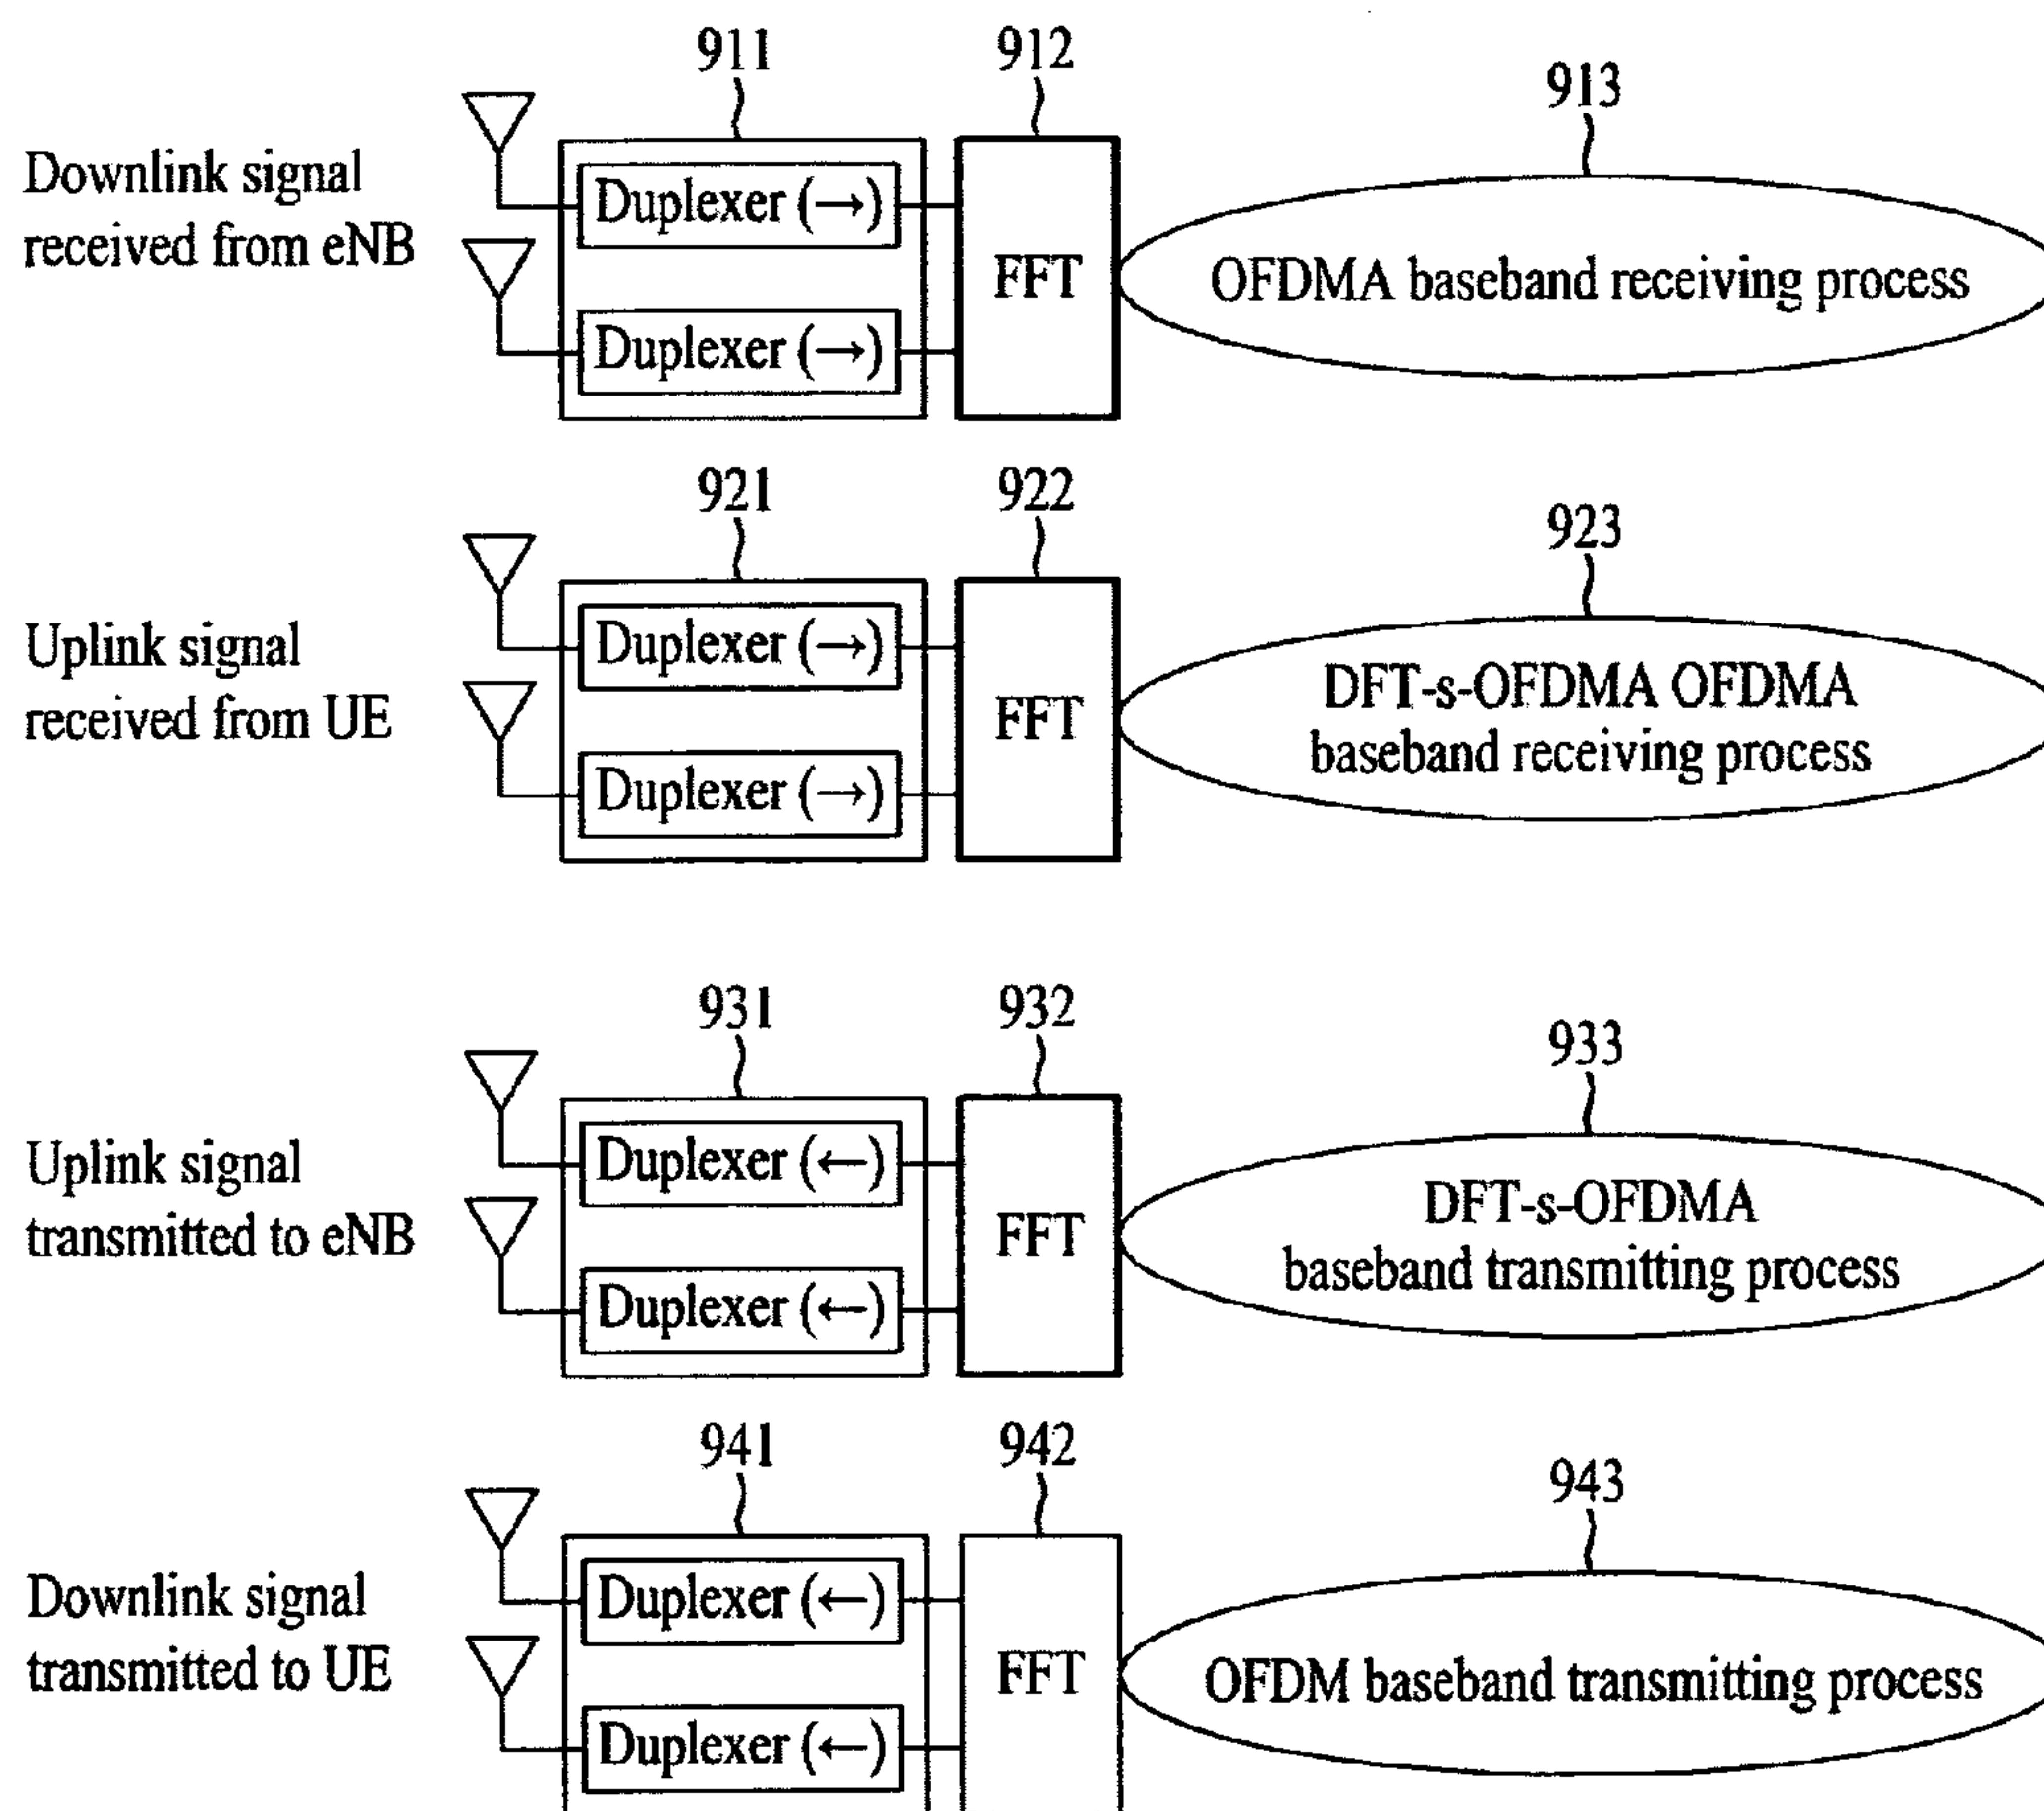 911
912
913
Downlink signal
received from eNB
Duplexer (→)
Duplexer (→)
FFT
OFDMA baseband receiving process
921
922
923
Uplink signal
received from UE
Duplexer (→)
Duplexer (→)
FFT
DFT-s-OFDMA OFDMA
baseband receiving process
931
932
933
Uplink signal
transmitted to eNB
Duplexer (←)
Duplexer (←)
FFT
DFT-s-OFDMA
baseband transmitting process
941
942
943
Downlink signal
transmitted to UE
Duplexer (←)
Duplexer (←)
FFT
OFDM baseband transmitting process